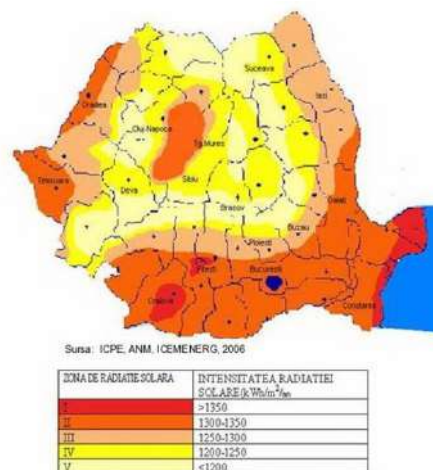 Suceava
Oradea
Iasi
Cluj-Napoca
Tg.Mures
Timisoara
Deva
Sibiu
Brasov
Galati
Buzau
Ploiesti
Pitesti
Bucuresti
Craiova
Constanta
Sursa: ICPE, ANM, ICEMENERG, 2006
ZONA DE RADIATIE SOLARA
INTENSITATEA RADIATIEI
SOLARE(kWh/m²/an
I >1350
II 1300-1350
III 1250-1300
IV 1200-1250
V <1200